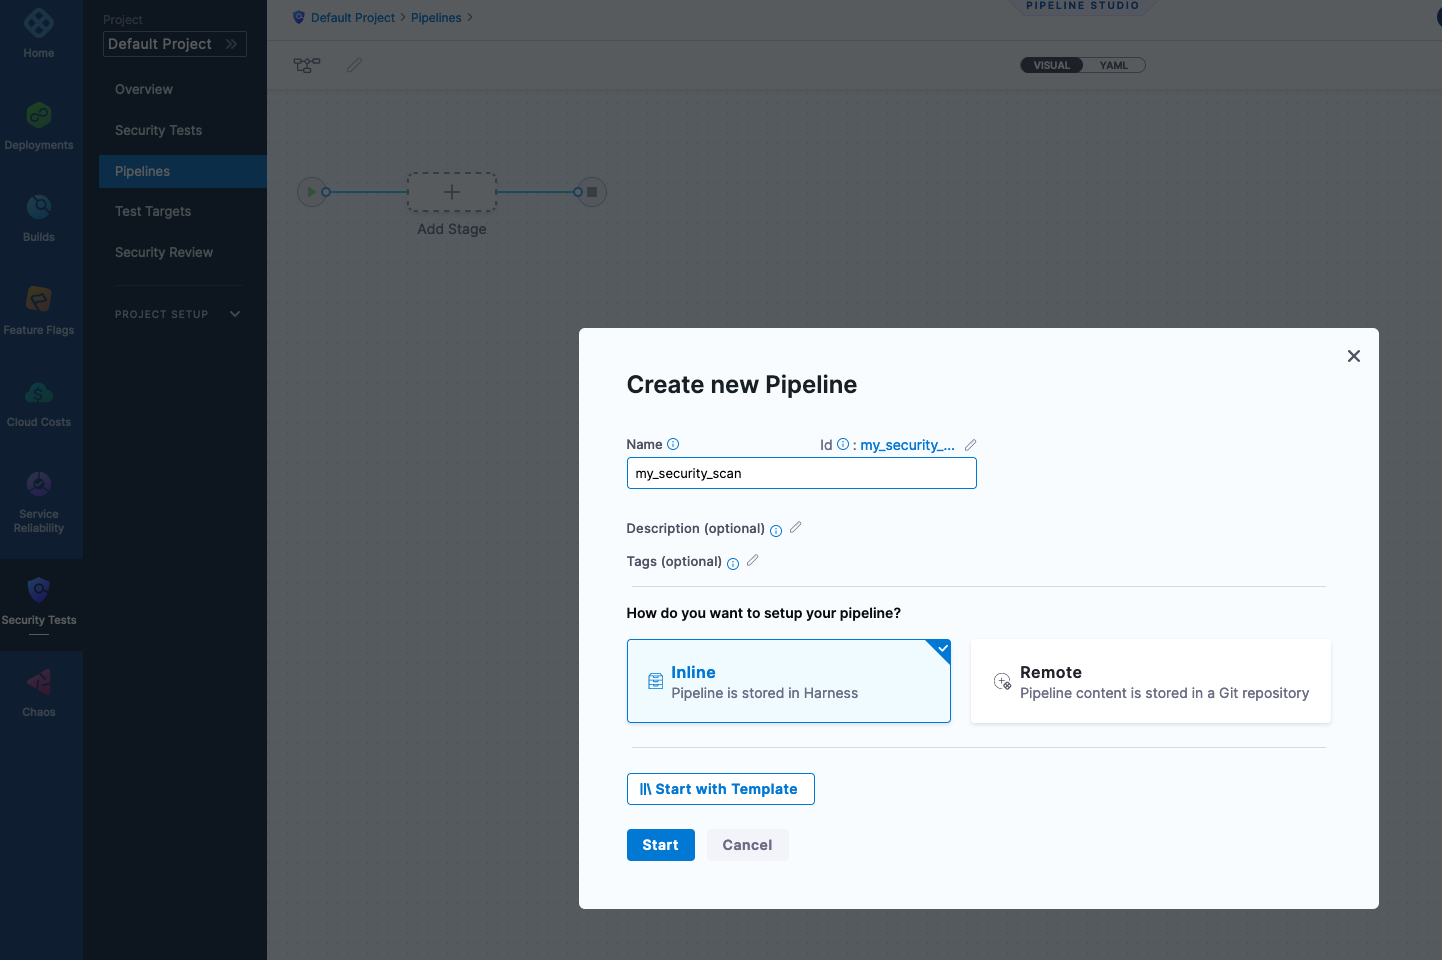 Home
Deployments
Builds
Feature Flags
Cloud Costs
Service
Reliability
Security Tests
Chaos
Project
Default Project
Overview
Security Tests
Pipelines
Test Targets
Security Review
PROJECT SETUP
Default Project > Pipelines >
PIPELINE STUDIO
VISUAL YAML
Add Stage
Create new Pipeline
Name Id : my_security_...
my_security_scan
Description (optional)
Tags (optional)
How do you want to setup your pipeline?
Inline
Pipeline is stored in Harness
Remote
Pipeline content is stored in a Git repository
Start with Template
Start Cancel